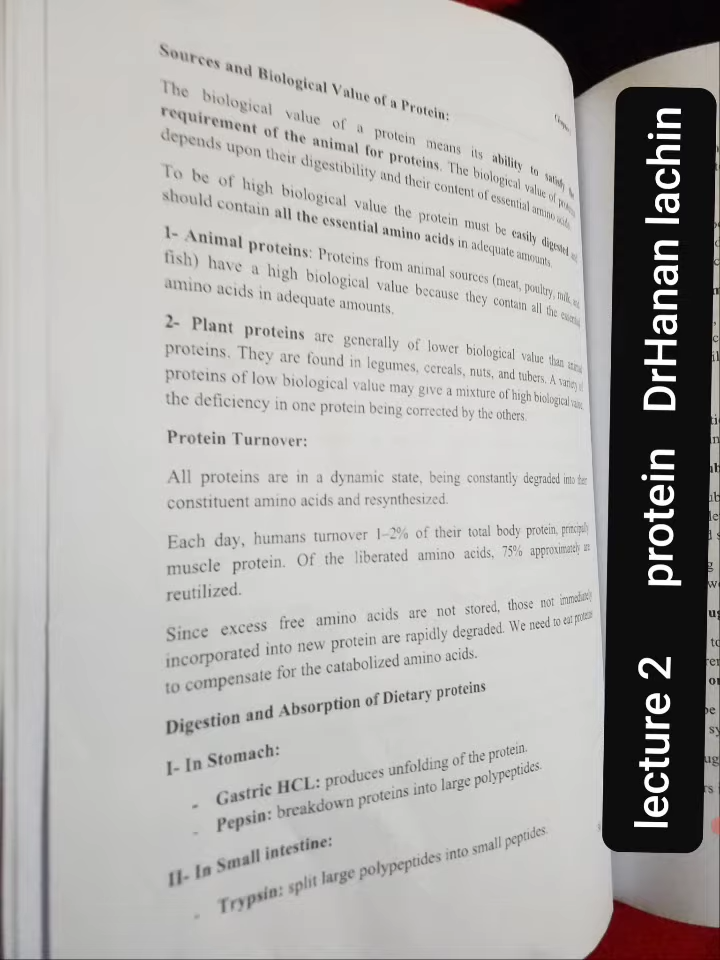 Sources and Biological Value of a Protein:
The biological value of a protein means its ability to satisfy
requirement of the animal for proteins. The biological value of
depends upon their digestibility and their content of essential amino
To be of high biological value the protein must be easily digested
should contain all the essential amino acids in adequate amounts.
1- Animal proteins: Proteins from animal sources (meat, poultry, milk and
fish) have a high biological value because they contain all the essential
amino acids in adequate amounts.
2- Plant proteins are generally of lower biological value than animal
proteins. They are found in legumes, cereals, nuts, and tubers. A variety of
proteins of low biological value may give a mixture of high biological value,
the deficiency in one protein being corrected by the others.
Protein Turnover:
All proteins are in a dynamic state, being constantly degraded into their
constituent amino acids and resynthesized.
Each day, humans turnover 1–2% of their total body protein, principally
muscle protein. Of the liberated amino acids, 75% approximately are
reutilized.
Since excess free amino acids are not stored, those not immediately
incorporated into new protein are rapidly degraded. We need to eat proteins
to compensate for the catabolized amino acids.
Digestion and Absorption of Dietary proteins
I- In Stomach:
- Gastric HCL: produces unfolding of the protein.
- Pepsin: breakdown proteins into large polypeptides.
II- In Small intestine:
- Trypsin: split large polypeptides into small peptides.
lecture 2 protein DrHanan lachin